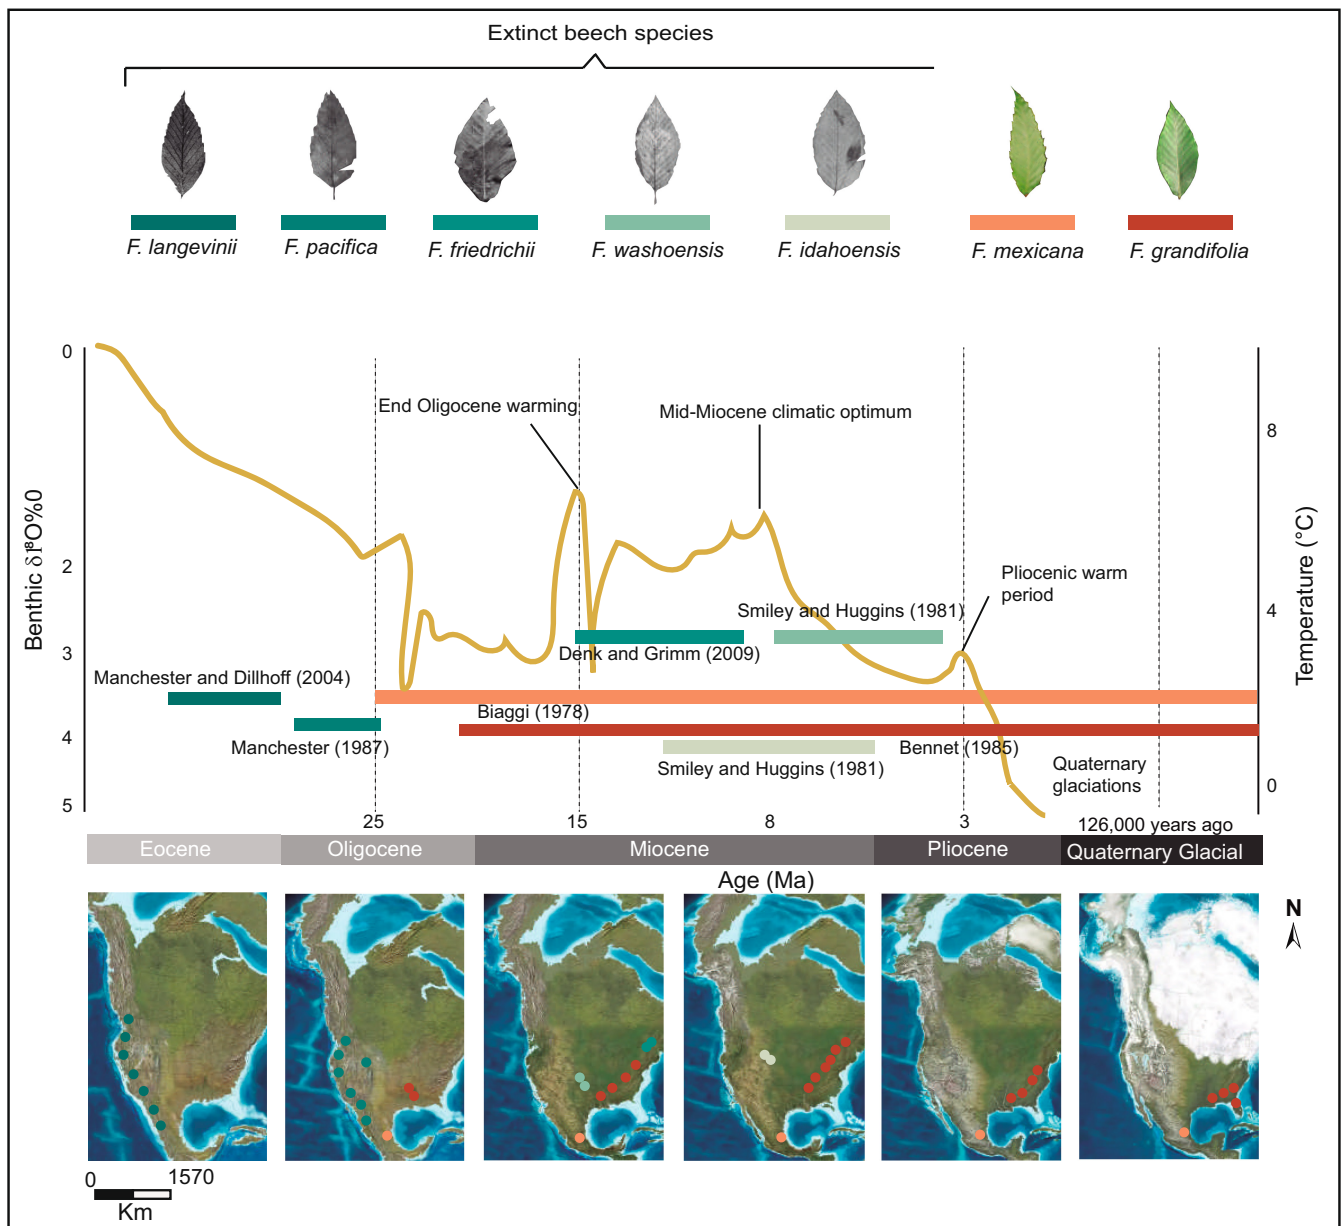 Extinct beech species
F. langevinii
F. pacifica
F. friedrichii
F. washoensis
F. idahoensis
F. mexicana
F. grandifolia
Benthic δ18O%0
0
2
3
4
5
Temperature (°C)
8
4
0
End Oligocene warming
Mid-Miocene climatic optimum
Pliocenic warm
period
Smiley and Huggins (1981)
Denk and Grimm (2009)
Manchester and Dillhoff (2004)
Biaggi (1978)
Manchester (1987)
Bennet (1985)
Smiley and Huggins (1981)
Quaternary
glaciations
25
15
8
3
126,000 years ago
Eocene
Oligocene
Miocene
Pliocene
Quaternary Glacial
Age (Ma)
N
0
1570
Km